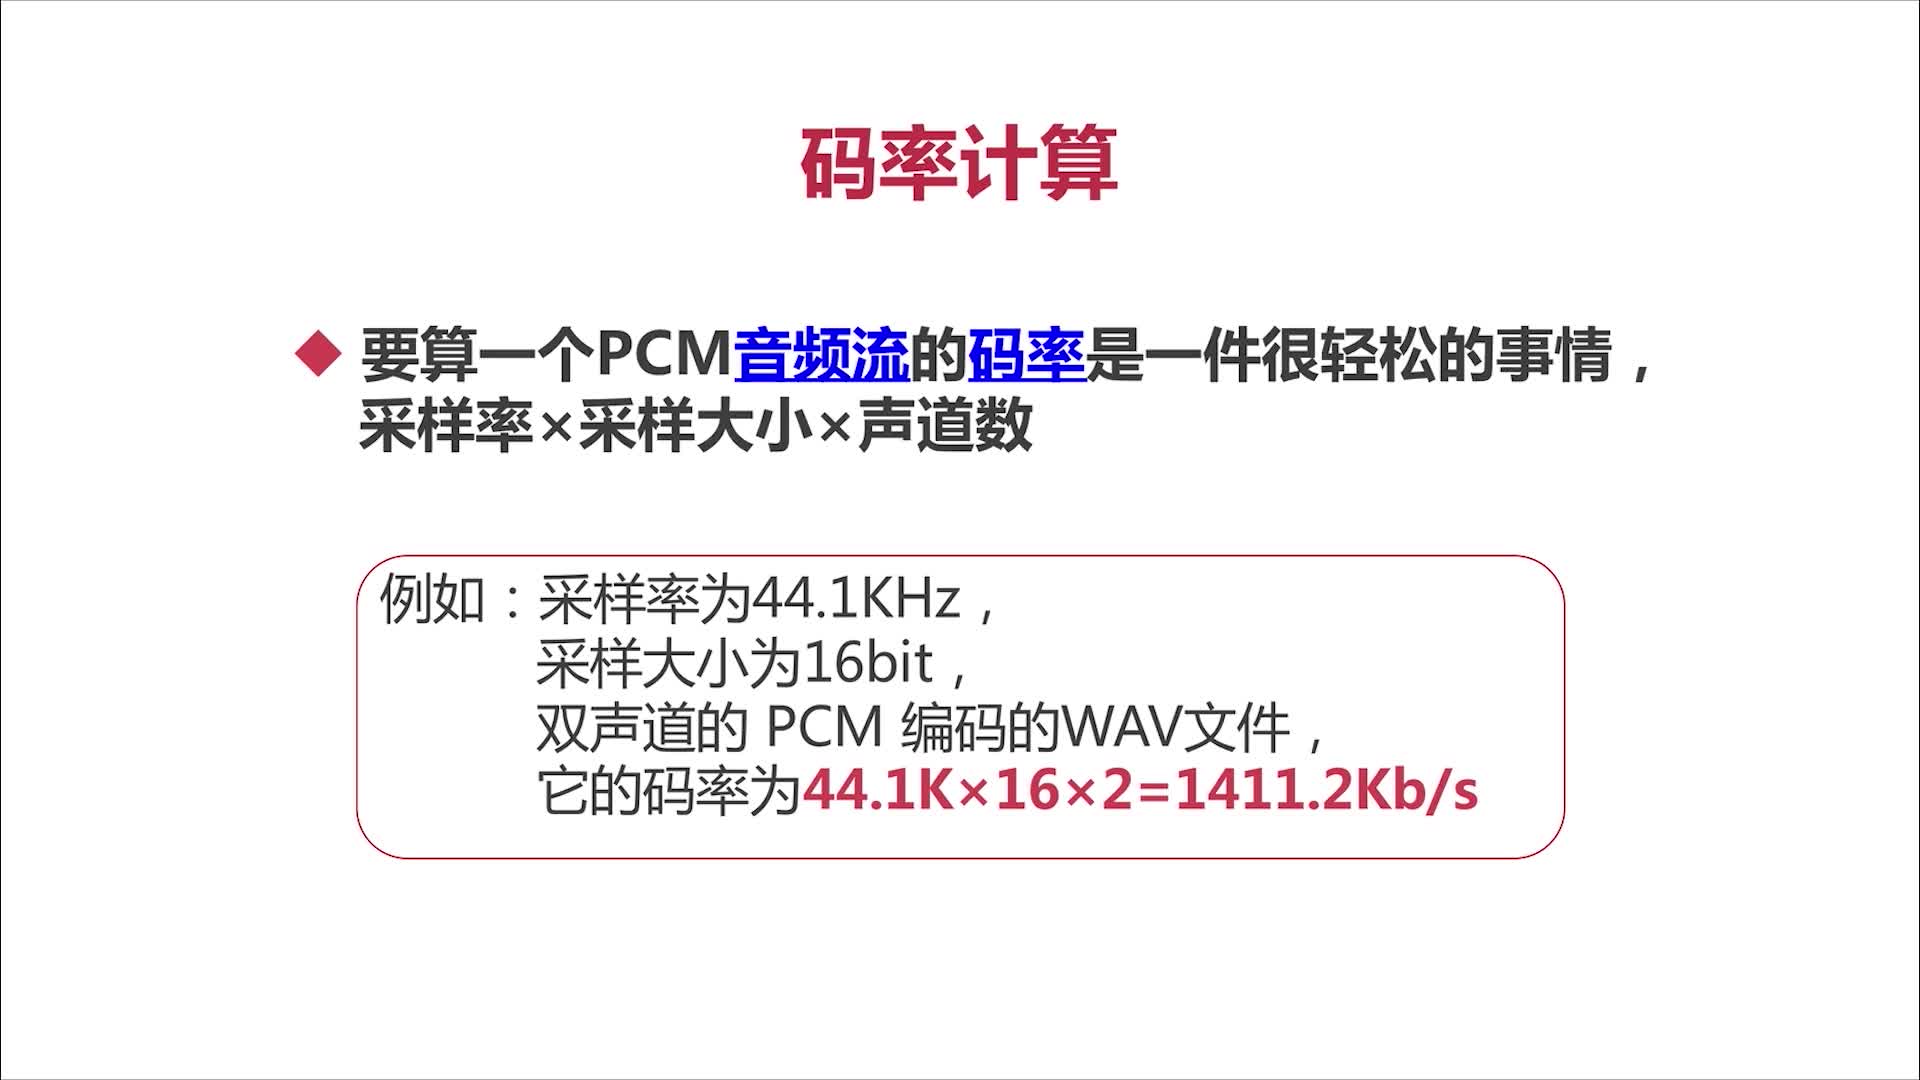 码率计算
要算一个PCM音频流的码率是一件很轻松的事情，
采样率×采样大小×声道数
例如：采样率为44.1KHz，
采样大小为16bit，
双声道的 PCM 编码的WAV文件，
它的码率为44.1K×16×2=1411.2Kb/s